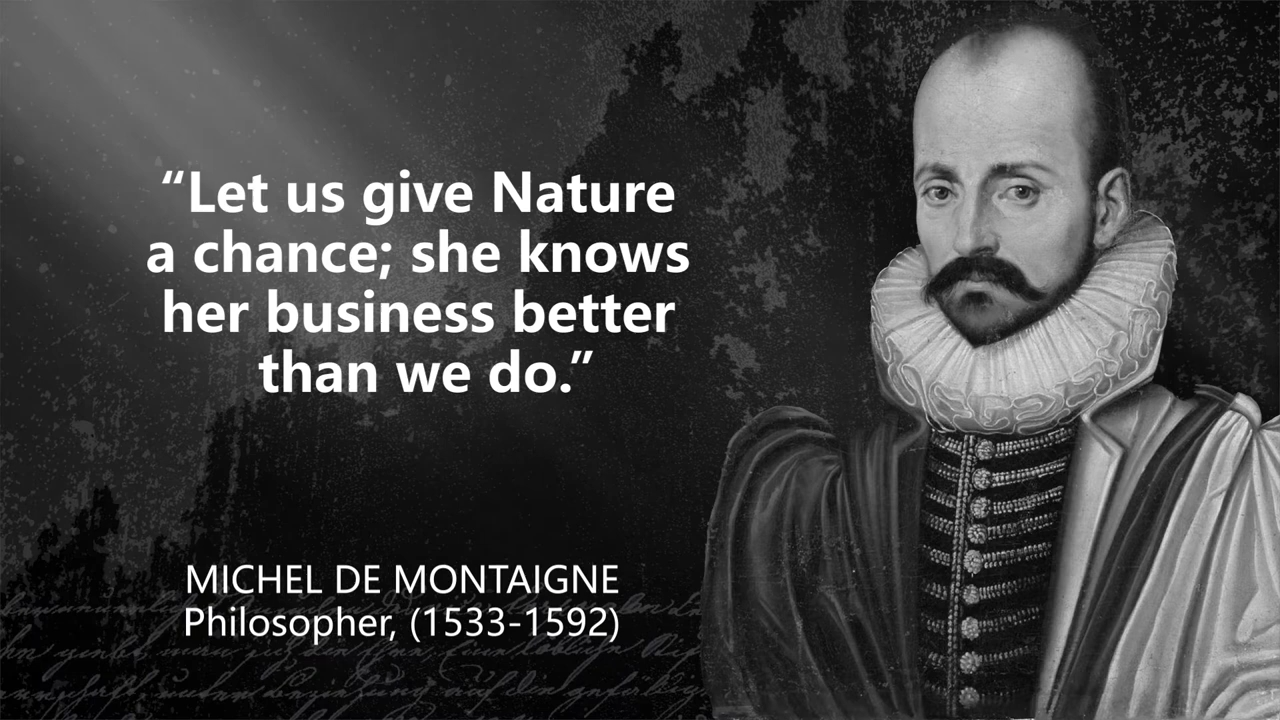 “Let us give Nature
a chance; she knows
her business better
than we do.”
MICHEL DE MONTAIGNE
Philosopher, (1533-1592)